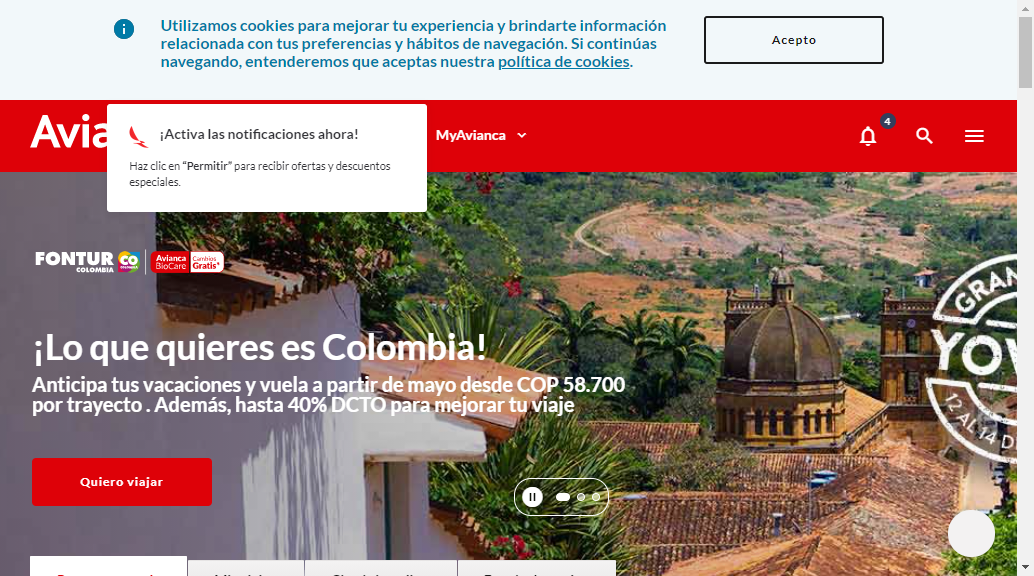 Utilizamos cookies para mejorar tu experiencia y brindarte información
relacionada con tus preferencias y hábitos de navegación. Si continúas
navegando, entenderemos que aceptas nuestra política de cookies.
Acepto
¡Activa las notificaciones ahora!
Haz clic en “Permitir” para recibir ofertas y descuentos
especiales.
MyAvianca
4
FONTUR
COLOMBIA
CO
Avianca
BioCare
Cambios
Gratis*
¡Lo que quieres es Colombia!
Anticipa tus vacaciones y vuela a partir de mayo desde COP 58.700
por trayecto . Además, hasta 40% DCTO para mejorar tu viaje
Quiero viajar
12 AL 14 D